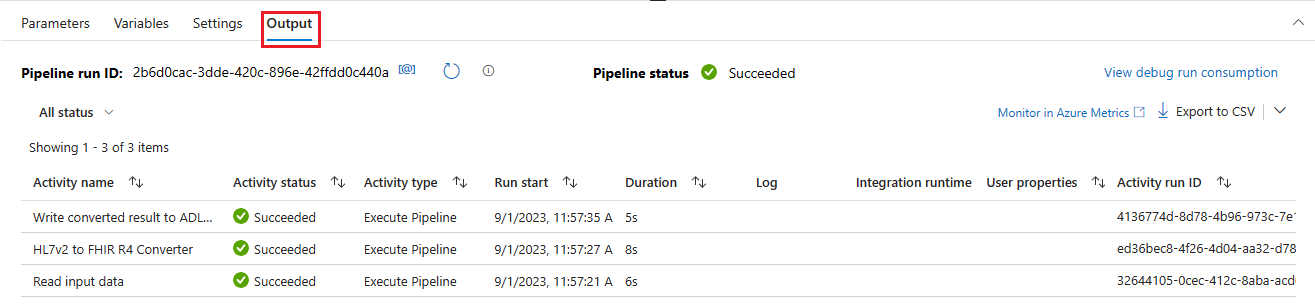 Parameters Variables Settings Output
Pipeline run ID: 2b6d0cac-3dde-420c-896e-42ffdd0c440a [@] Pipeline status Succeeded View debug run consumption
All status Monitor in Azure Metrics Export to CSV
Showing 1 - 3 of 3 items
Activity name Activity status Activity type Run start Duration Log Integration runtime User properties Activity run ID
Write converted result to ADL... Succeeded Execute Pipeline 9/1/2023, 11:57:35 A 5s 4136774d-8d78-4b96-973c-7e1
HL7v2 to FHIR R4 Converter Succeeded Execute Pipeline 9/1/2023, 11:57:27 A 8s ed36bec8-4f26-4d04-aa32-d78
Read input data Succeeded Execute Pipeline 9/1/2023, 11:57:21 A 6s 32644105-0cec-412c-8aba-acd